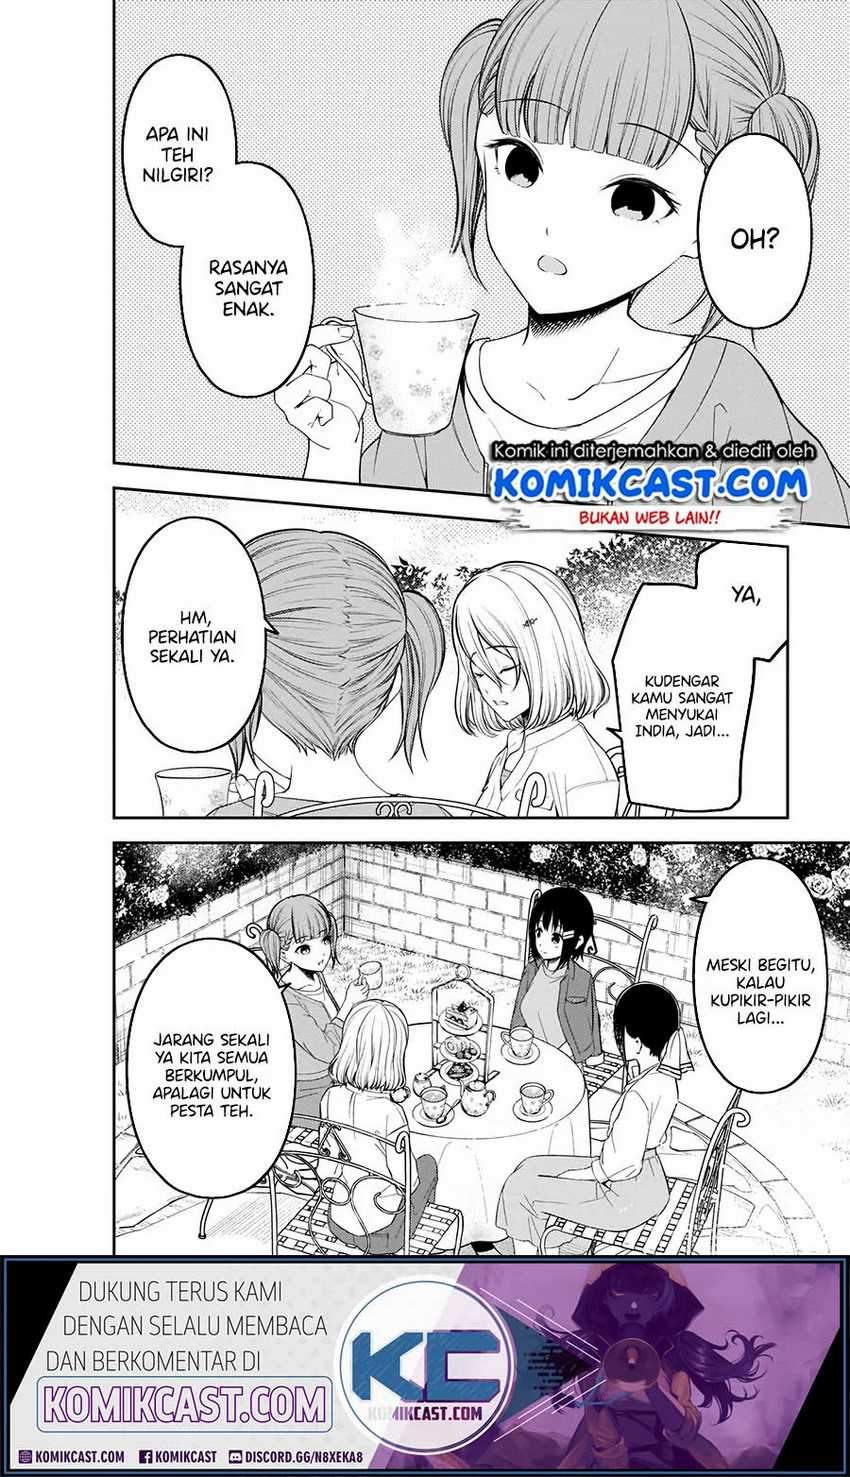 OH?
APA INI
TEH
NILGIRI?
RASANYA
SANGAT
ENAK.
Komik ini diterjemahkan & diedit oleh
KOMIKCAST.COM
BUKAN WEB LAIN!!
YA,
KUDENGAR
KAMU SANGAT
MENYUKAI
INDIA, JADI...
HM,
PERHATIAN
SEKALI YA.
MESKI BEGITU,
KALAU
KUPIKIR-PIKIR
LAGI...
JARANG SEKALI
YA KITA SEMUA
BERKUMPUL,
APALAGI UNTUK
PESTA TEH.
DUKUNG TERUS KAMI
DENGAN SELALU MEMBACA
DAN BERKOMENTAR DI
KOMIKCAST.COM
KC
KOMIKCAST.COM
KOMIKCAST.COM
KOMIKCAST
DISCORD.GG/N8XEKA8